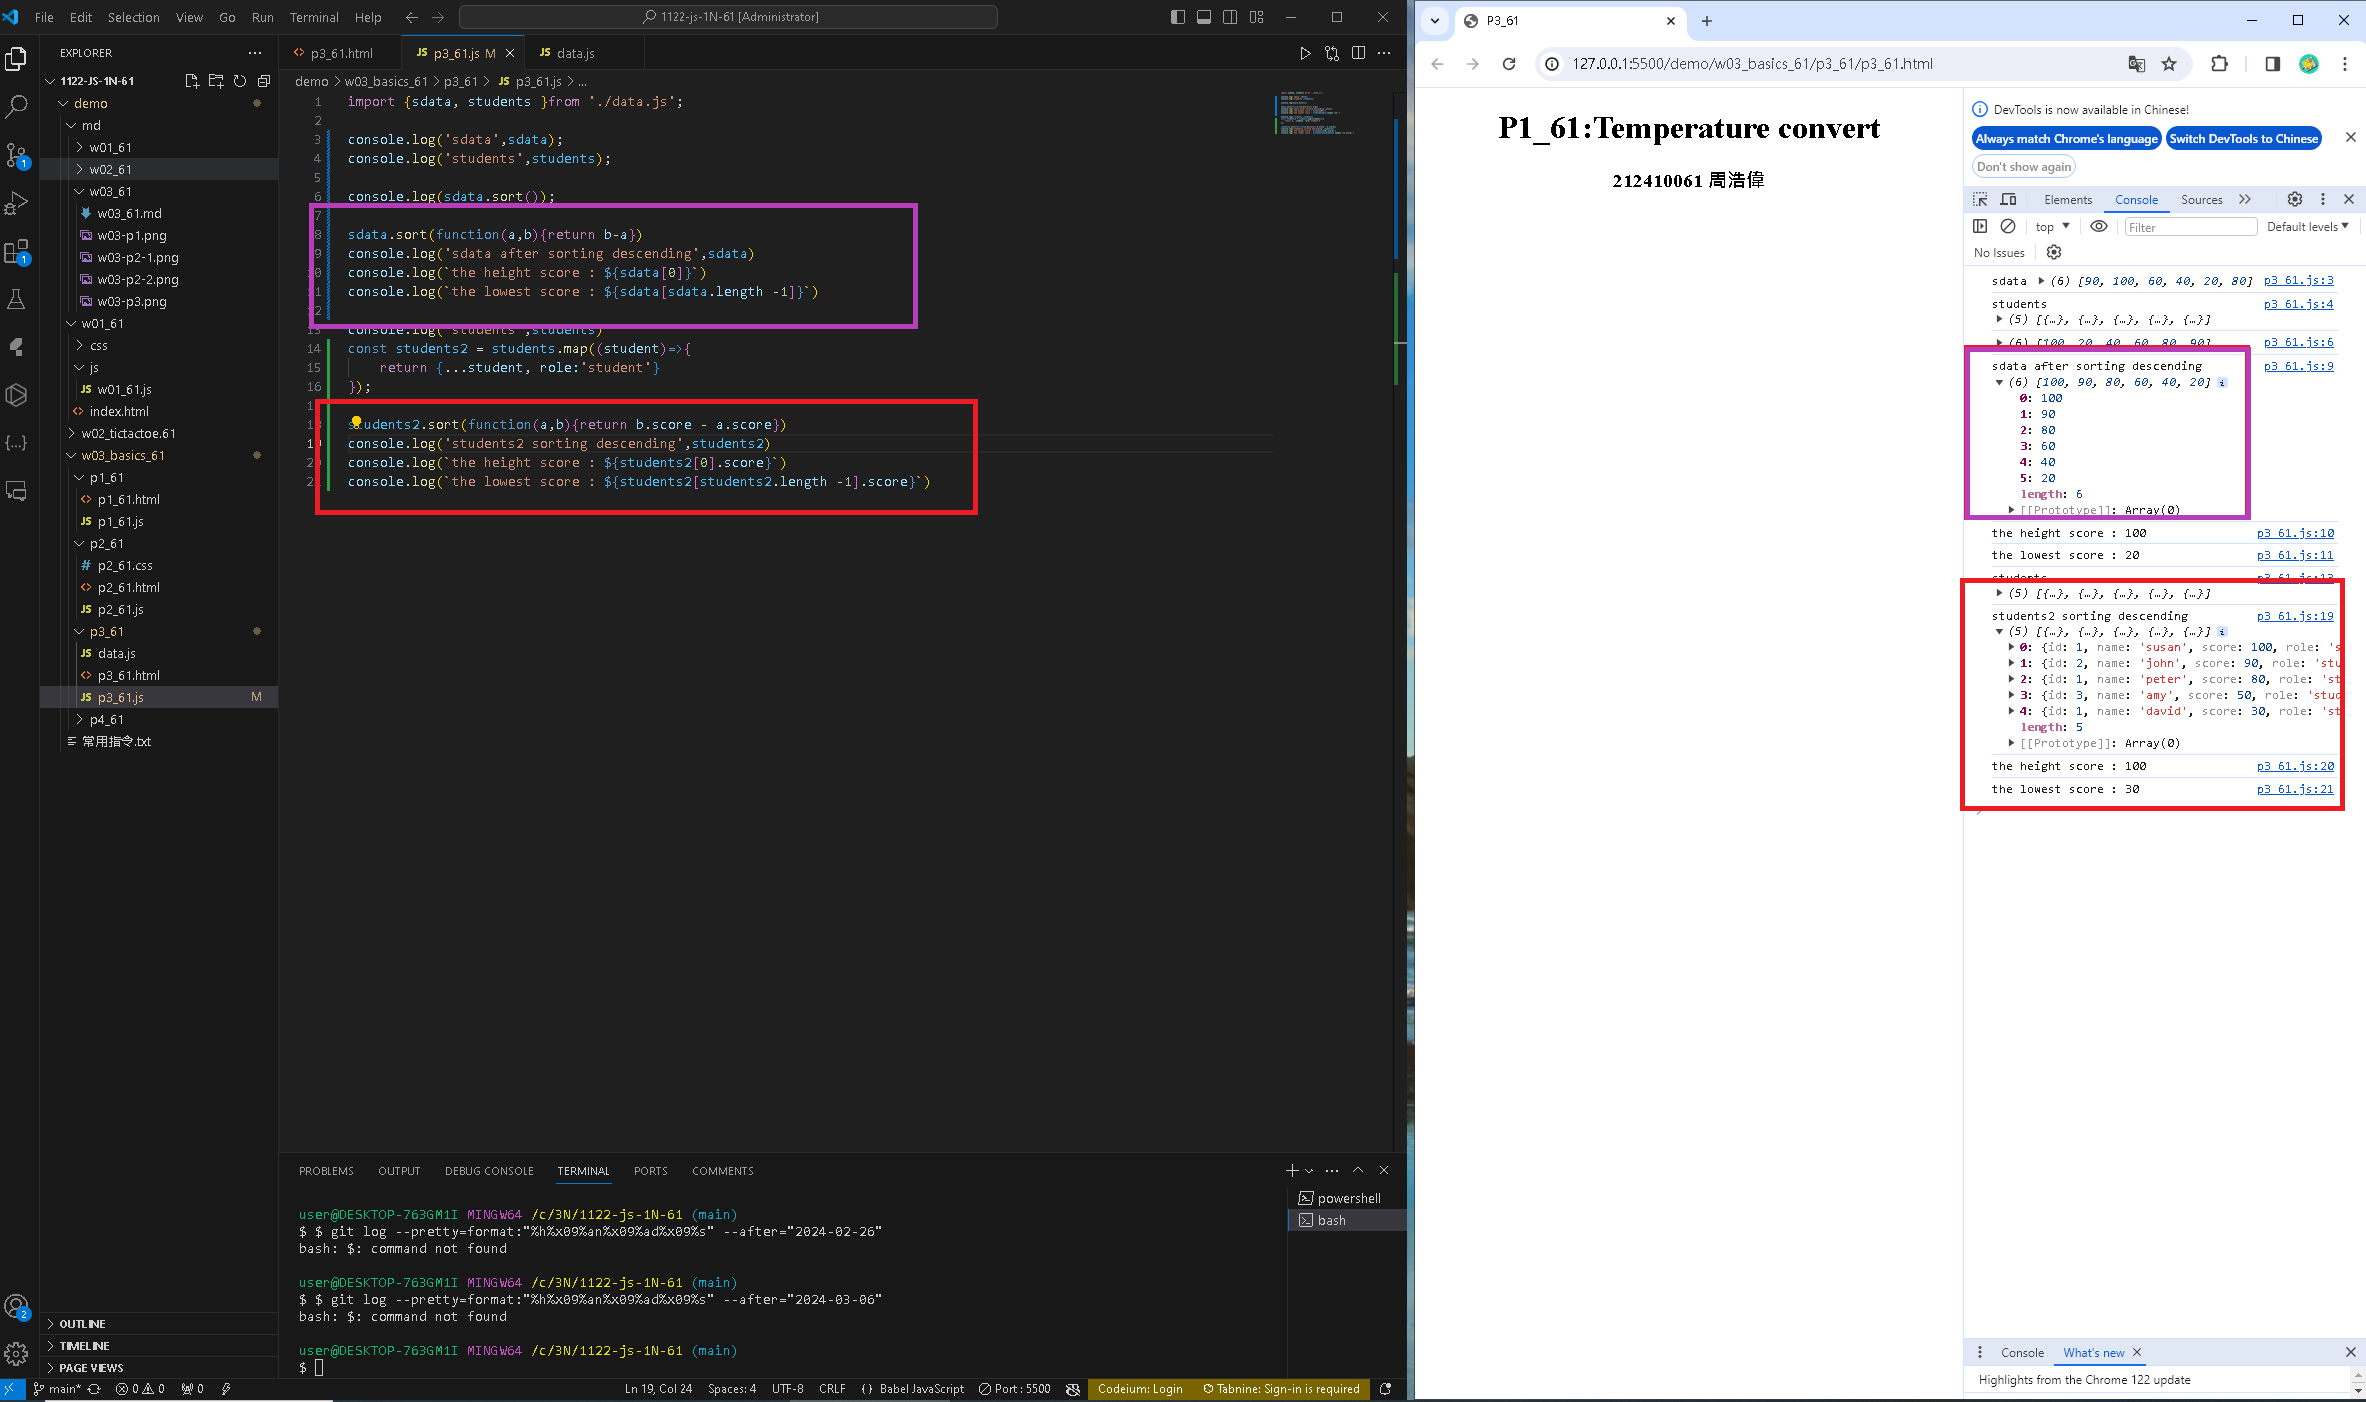 File Edit Selection View Go Run Terminal Help
1122-js-1N-61 [Administrator]
EXPLORER
1122-JS-1N-61
demo
md
w01_61
w02_61
w03_61
w03_61.md
w03-p1.png
w03-p2-1.png
w03-p2-2.png
w03-p3.png
w01_61
css
js
JS w01_61.js
index.html
w02_tictactoe.61
w03_basics_61
p1_61
p1_61.html
JS p1_61.js
p2_61
# p2_61.css
p2_61.html
JS p2_61.js
p3_61
JS data.js
p3_61.html
JS p3_61.js M
p4_61
常用指令.txt
OUTLINE
TIMELINE
PAGE VIEWS
p3_61.html
JS p3_61.js M
JS data.js
demo > w03_basics_61 > p3_61 > JS p3_61.js > ...
1 import {sdata, students }from './data.js';
2
3 console.log('sdata',sdata);
4 console.log('students',students);
5
6 console.log(sdata.sort());
7
8 sdata.sort(function(a,b){return b-a})
9 console.log('sdata after sorting descending',sdata)
10 console.log(`the height score : ${sdata[0]}`)
11 console.log(`the lowest score : ${sdata[sdata.length -1]}`)
12
13 console.log('students',students)
14 const students2 = students.map((student)=>{
15 return {...student, role:'student'}
16 });
1
18 students2.sort(function(a,b){return b.score - a.score})
19 console.log('students2 sorting descending',students2)
20 console.log(`the height score : ${students2[0].score}`)
21 console.log(`the lowest score : ${students2[students2.length -1].score}`)
PROBLEMS OUTPUT DEBUG CONSOLE TERMINAL PORTS COMMENTS
powershell
bash
user@DESKTOP-763GM1I MINGW64 /c/3N/1122-js-1N-61 (main)
$ $ git log --pretty=format:"%h%x09%an%x09%ad%x09%s" --after="2024-02-26"
bash: $: command not found
user@DESKTOP-763GM1I MINGW64 /c/3N/1122-js-1N-61 (main)
$ $ git log --pretty=format:"%h%x09%an%x09%ad%x09%s" --after="2024-03-06"
bash: $: command not found
user@DESKTOP-763GM1I MINGW64 /c/3N/1122-js-1N-61 (main)
$
main* 0 0 0
Ln 19, Col 24 Spaces: 4 UTF-8 CRLF {} Babel JavaScript Port : 5500 Codeium: Login Tabnine: Sign-in is required
P3_61
127.0.0.1:5500/demo/w03_basics_61/p3_61/p3_61.html
P1_61:Temperature convert
212410061 周浩偉
DevTools is now available in Chinese!
Always match Chrome's language Switch DevTools to Chinese
Don't show again
Elements Console Sources
top Filter Default levels
No Issues
sdata (6) [90, 100, 60, 40, 20, 80] p3_61.js:3
students p3_61.js:4
(5) [{…}, {…}, {…}, {…}, {…}]
(6) [100, 20, 40, 60, 80, 90] p3_61.js:6
sdata after sorting descending p3_61.js:9
(6) [100, 90, 80, 60, 40, 20] i
0: 100
1: 90
2: 80
3: 60
4: 40
5: 20
length: 6
[[Prototype]]: Array(0)
the height score : 100 p3_61.js:10
the lowest score : 20 p3_61.js:11
students p3_61.js:13
(5) [{…}, {…}, {…}, {…}, {…}]
students2 sorting descending p3_61.js:19
(5) [{…}, {…}, {…}, {…}, {…}] i
0: {id: 1, name: 'susan', score: 100, role: 's
1: {id: 2, name: 'john', score: 90, role: 'stu
2: {id: 1, name: 'peter', score: 80, role: 'st
3: {id: 3, name: 'amy', score: 50, role: 'stud
4: {id: 1, name: 'david', score: 30, role: 'st
length: 5
[[Prototype]]: Array(0)
the height score : 100 p3_61.js:20
the lowest score : 30 p3_61.js:21
Console What's new
Highlights from the Chrome 122 update